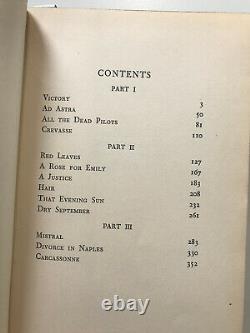 CONTENTS
PART I
VICTORY 3
AD ASTRA 50
ALL THE DEAD PILOTS 81
CREVASSE 110
PART II
RED LEAVES 127
A ROSE FOR EMILY 167
A JUSTICE 183
HAIR 208
THAT EVENING SUN 232
DRY SEPTEMBER 261
PART III
MISTRAL 283
DIVORCE IN NAPLES 330
CARCASSONNE 352
© thumbnailer.com